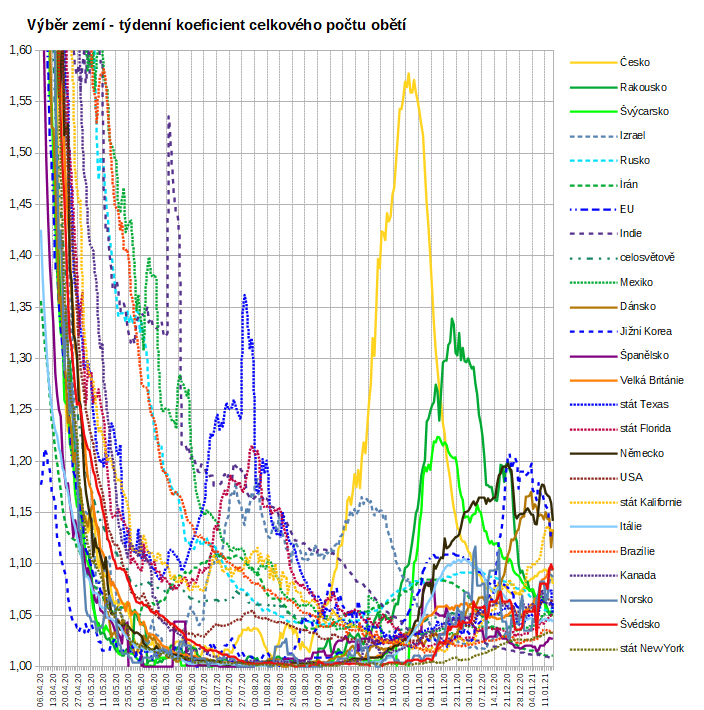 Výběr zemí - týdenní koeficient celkového počtu obětí
1,60
1,55
1,50
1,45
1,40
1,35
1,30
1,25
1,20
1,15
1,10
1,05
1,00
Česko
Rakousko
Švýcarsko
Izrael
Rusko
Írán
EU
Indie
celosvětově
Mexiko
Dánsko
Jižní Korea
Španělsko
Velká Británie
stát Texas
stát Florida
Německo
USA
stát Kalifornie
Itálie
Brazílie
Kanada
Norsko
Švédsko
stát NewYork
06.04.20
13.04.20
20.04.20
27.04.20
04.05.20
11.05.20
18.05.20
25.05.20
01.06.20
08.06.20
15.06.20
22.06.20
29.06.20
06.07.20
13.07.20
20.07.20
27.07.20
03.08.20
10.08.20
17.08.20
24.08.20
31.08.20
07.09.20
14.09.20
21.09.20
28.09.20
05.10.20
12.10.20
19.10.20
26.10.20
02.11.20
09.11.20
16.11.20
23.11.20
30.11.20
07.12.20
14.12.20
21.12.20
28.12.20
04.01.21
11.01.21